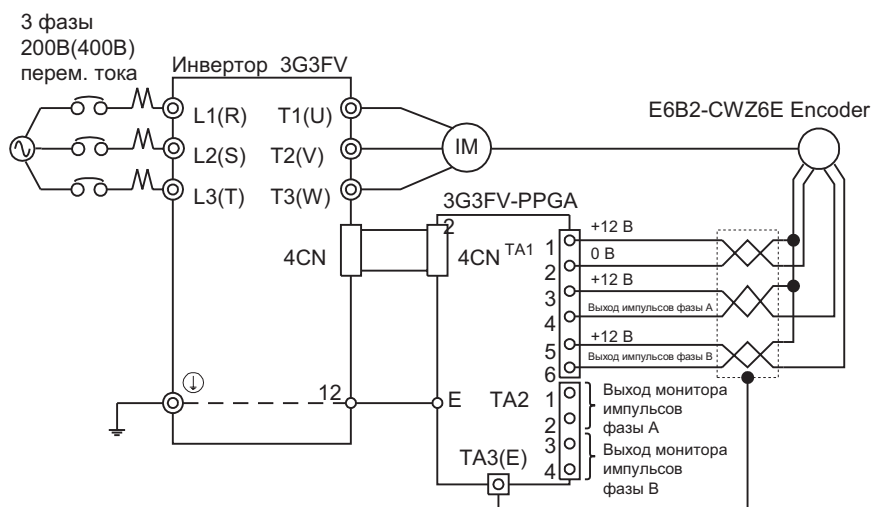 3 фазы
200В(400В)
перем. тока
Инвертор 3G3FV
L1(R)
T1(U)
L2(S)
T2(V)
L3(T)
T3(W)
IM
E6B2-CWZ6E Encoder
3G3FV-PPGA
2
4CN
4CN
TA1
1
+12 В
2
0 В
3
+12 В
4
Выход импульсов фазы А
5
+12 В
6
Выход импульсов фазы В
12
E
TA2
1
2
3
4
Выход монитора
импульсов
фазы А
Выход монитора
импульсов
фазы В
TA3(E)